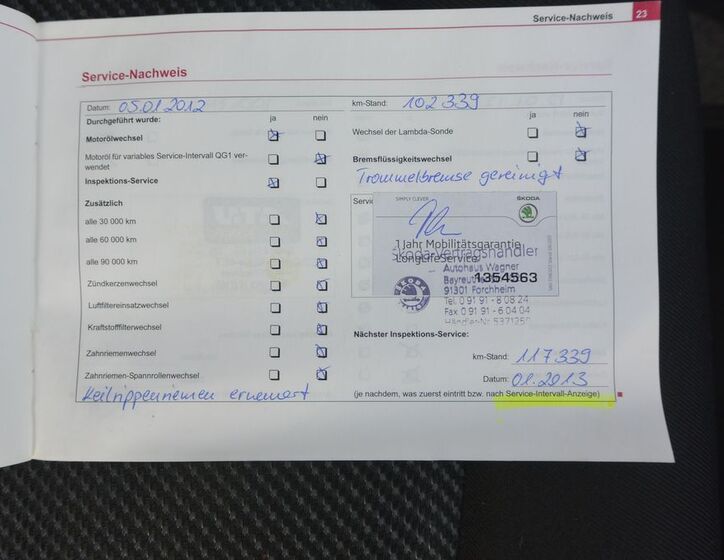 Service-Nachweis 23
Service-Nachweis
Datum: 05.01.2012
km-Stand: 102 339
Durchgeführt wurde: ja nein
Motorölwechsel
Motoröl für variables Service-Intervall QG1 ver-
wendet
Inspektions-Service
Zusätzlich
alle 30 000 km
alle 60 000 km
alle 90 000 km
Zündkerzenwechsel
Luftfiltereinsatzwechsel
Kraftstofffilterwechsel
Zahnriemenwechsel
Zahnriemen-Spannrollenwechsel
Keilrippenriemen erneuert
ja nein
Wechsel der Lambda-Sonde
Bremsflüssigkeitswechsel
Trommelbremse gereinigt
SIMPLY CLEVER
ŠKODA
1 Jahr Mobilitätsgarantie
Škoda-Vertragshändler
LongLifeService
Autohaus Wagner
1354563
91301 Forchheim
Tel. 0 91 91 - 8 08 24
Fax 0 91 91 - 6 04 04
Nächster Inspektions-Service:
km-Stand: 117.339
Datum: 01.2013
(je nachdem, was zuerst eintritt bzw. nach Service-Intervall-Anzeige)